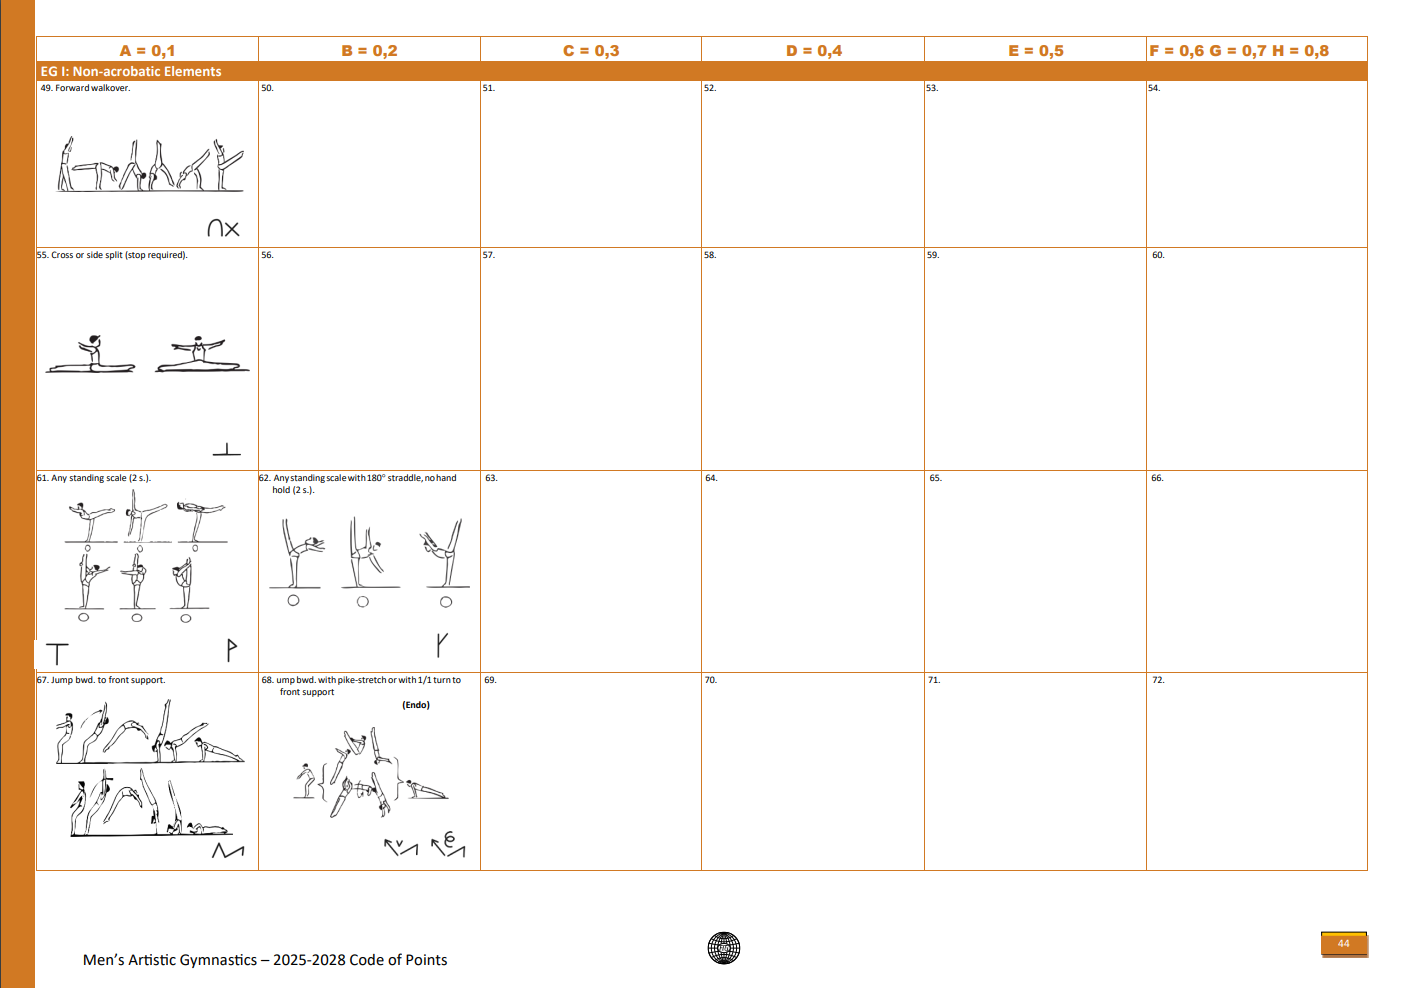 A = 0,1
B = 0,2
C = 0,3
D = 0,4
E = 0,5
F = 0,6 G = 0,7 H = 0,8
EG I: Non-acrobatic Elements
49. Forward walkover.
50.
51.
52.
53.
54.
55. Cross or side split (stop required).
56.
57.
58.
59.
60.
61. Any standing scale (2 s.).
62. Any standing scale with 180° straddle, no hand
hold (2 s.).
63.
64.
65.
66.
67. Jump bwd. to front support.
68. ump bwd. with pike-stretch or with 1/1 turn to
front support
(Endo)
69.
70.
71.
72.
Men's Artistic Gymnastics – 2025-2028 Code of Points
44